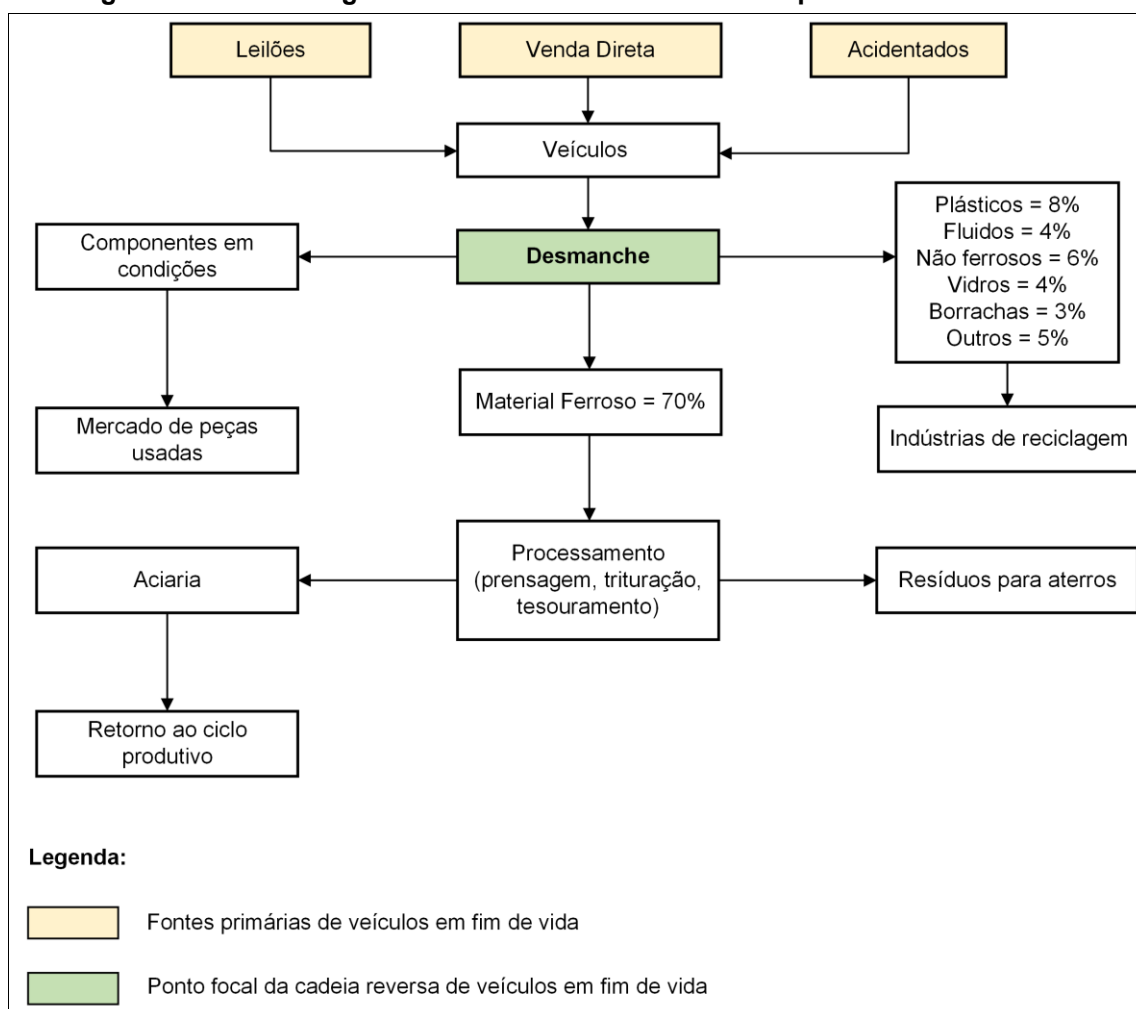 Leilões
Venda Direta
Acidentados
Veículos
Componentes em
condições
Desmanche
Plásticos = 8%
Fluidos = 4%
Não ferrosos = 6%
Vidros = 4%
Borrachas = 3%
Outros = 5%
Material Ferroso = 70%
Mercado de peças
usadas
Indústrias de reciclagem
Aciaria
Processamento
(prensagem, trituração,
tesouramento)
Resíduos para aterros
Retorno ao ciclo
produtivo
Legenda:
Fontes primárias de veículos em fim de vida
Ponto focal da cadeia reversa de veículos em fim de vida